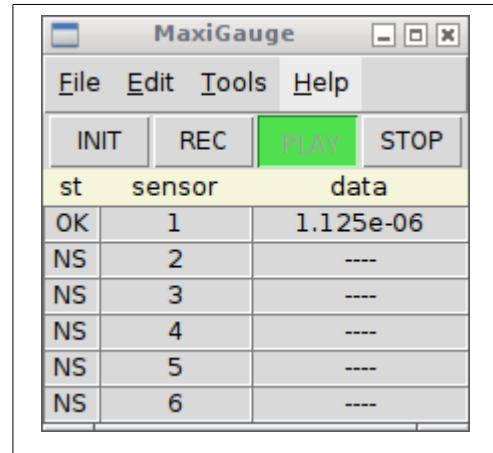 MaxiGauge
File Edit Tools Help
INIT REC PLAY STOP
st sensor data
OK 1 1.125e-06
NS 2 ----
NS 3 ----
NS 4 ----
NS 5 ----
NS 6 ----